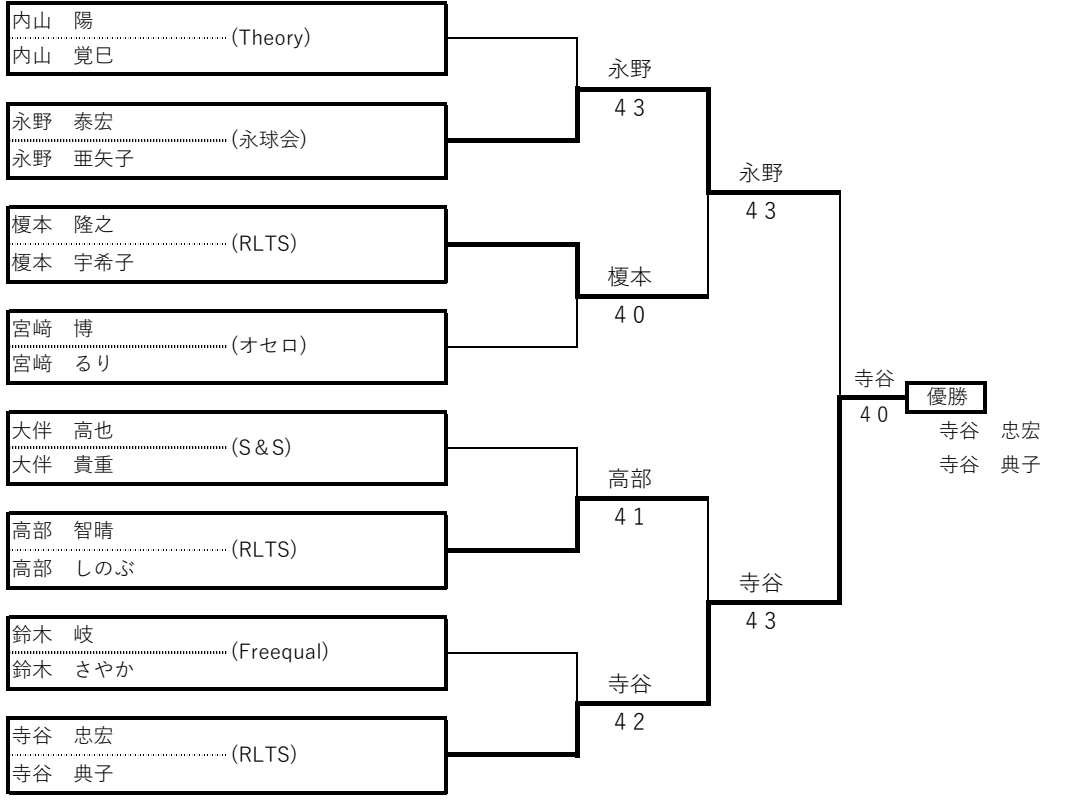 内山　陽
(Theory)
内山　覚巳
永野　泰宏
(永球会)
永野　亜矢子
榎本　隆之
(RLTS)
榎本　宇希子
宮﨑　博
(オセロ)
宮﨑　るり
大伴　高也
(S＆S)
大伴　貴重
高部　智晴
(RLTS)
高部　しのぶ
鈴木　岐
(Freequal)
鈴木　さやか
寺谷　忠宏
(RLTS)
寺谷　典子
永野
４３
榎本
４０
高部
４１
寺谷
４２
永野
４３
寺谷
４３
寺谷
４０
優勝
寺谷　忠宏
寺谷　典子